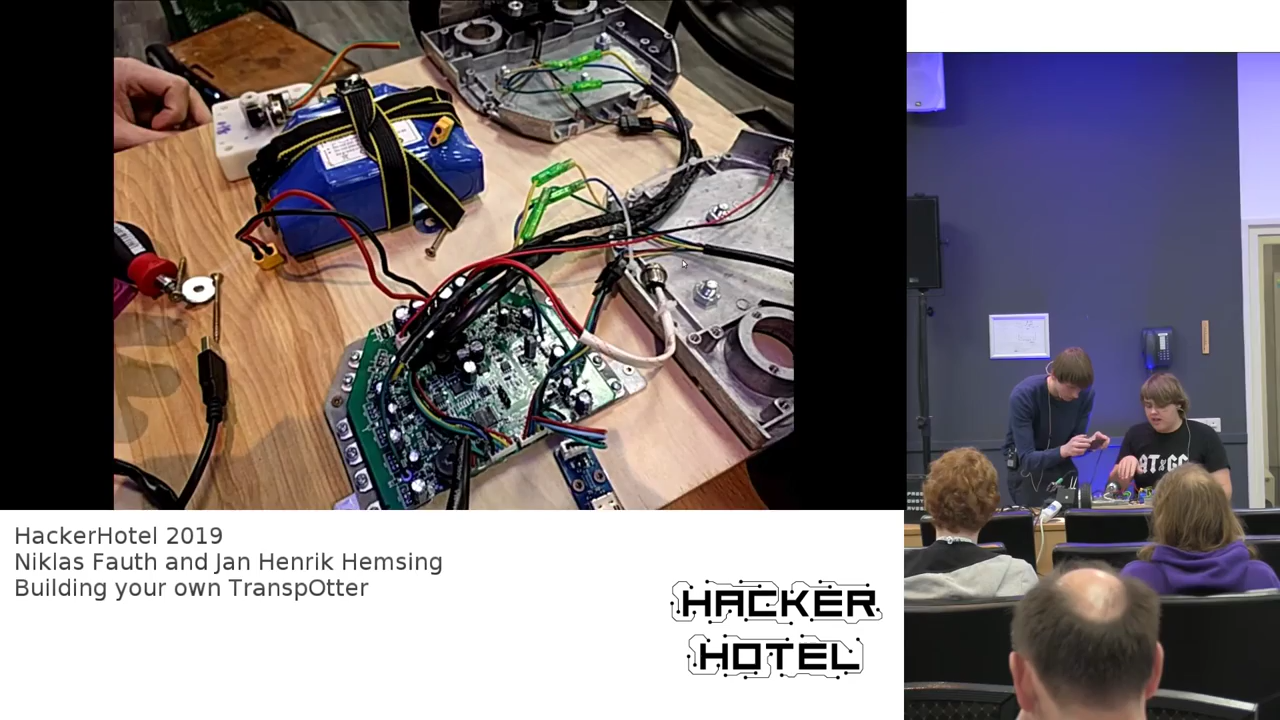 HackerHotel 2019
Niklas Fauth and Jan Henrik Hemsing
Building your own TranspOtter
HACKER
HOTEL